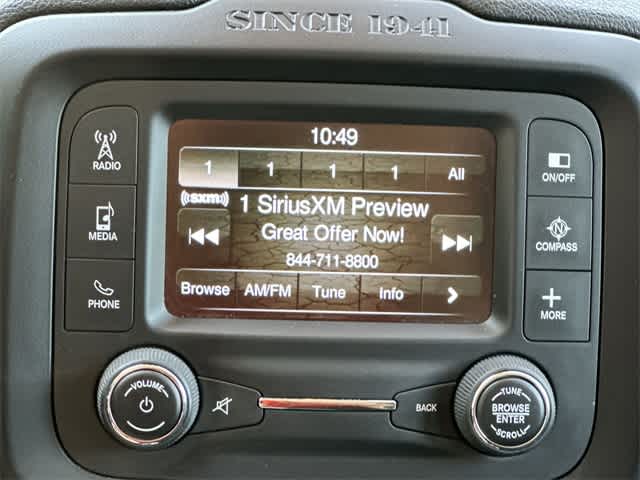 SINCE 1941
10:49
1 1 1 1 All
((sxm)) 1 SiriusXM Preview
Great Offer Now!
844-711-8800
Browse AM/FM Tune Info
RADIO
MEDIA
PHONE
ON/OFF
N
COMPASS
MORE
VOLUME
BACK
TUNE
BROWSE
ENTER
SCROLL